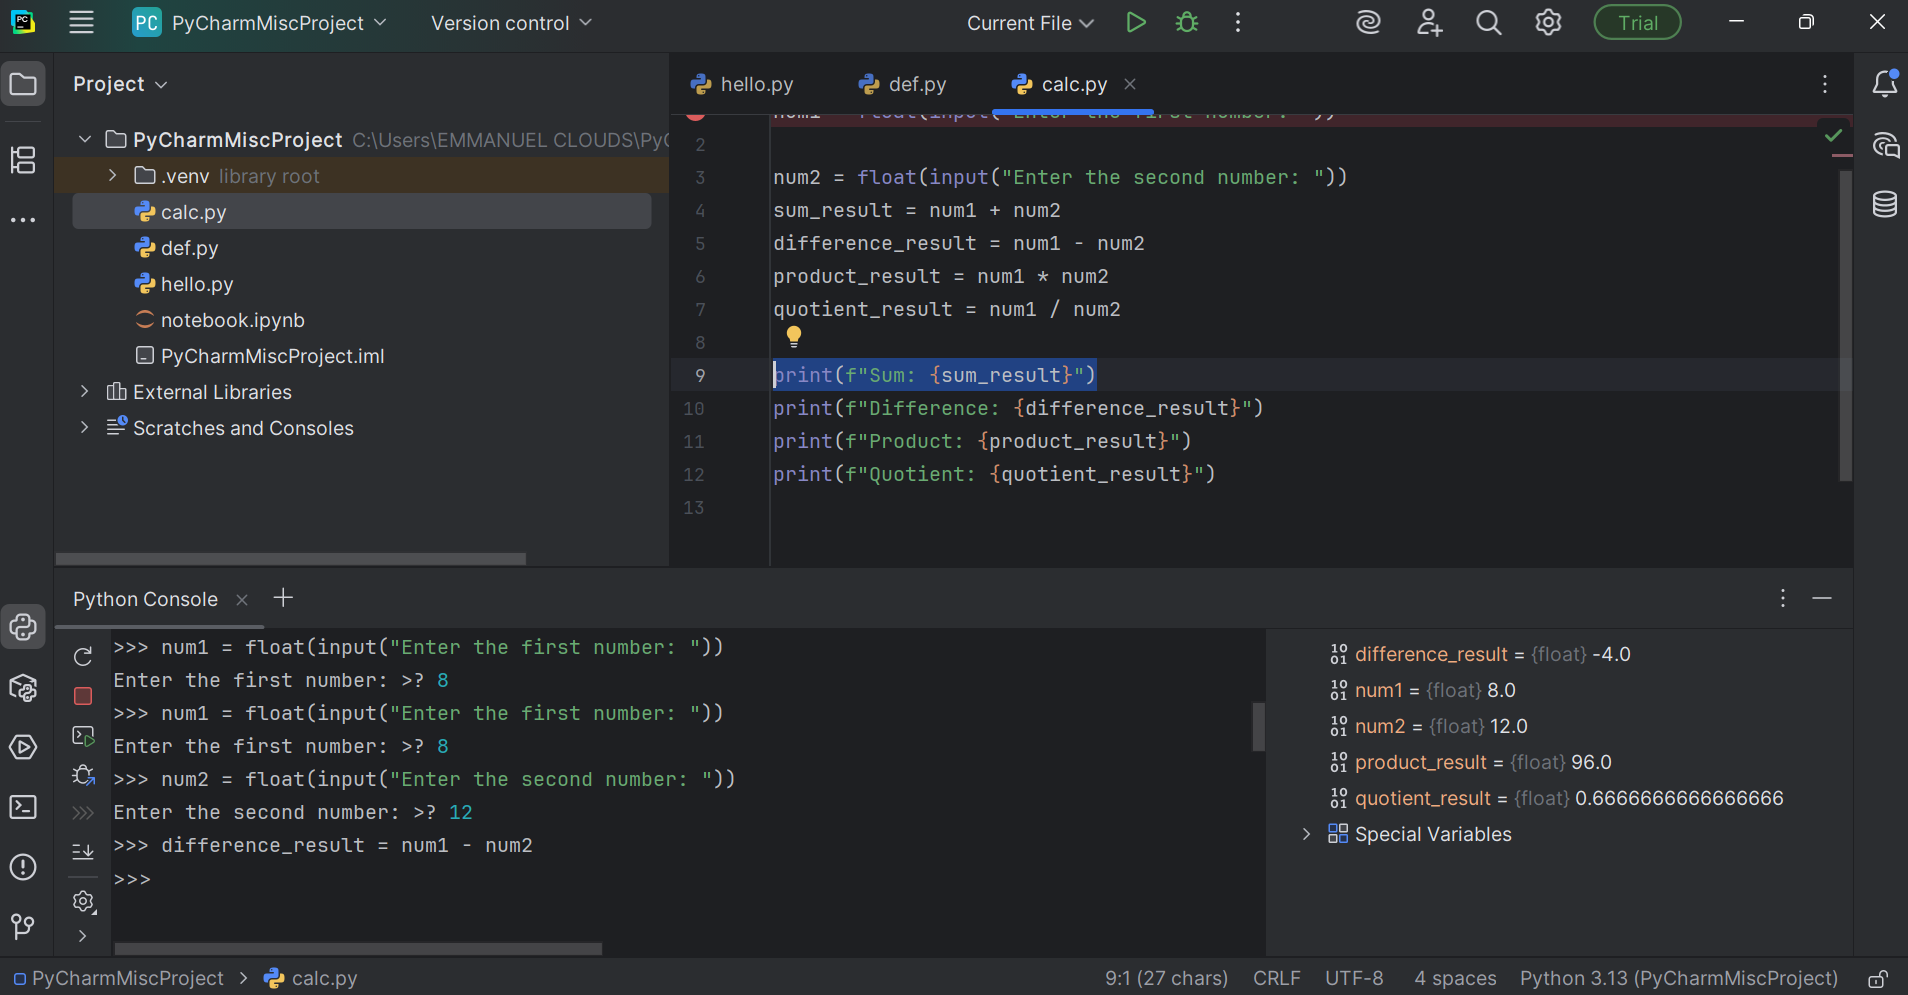 PC PyCharmMiscProject Version control Current File Trial
Project
PyCharmMiscProject C:\Users\EMMANUEL CLOUDS\PyC
.venv library root
calc.py
def.py
hello.py
notebook.ipynb
PyCharmMiscProject.iml
External Libraries
Scratches and Consoles
hello.py def.py calc.py
2
3 num2 = float(input("Enter the second number: "))
4 sum_result = num1 + num2
5 difference_result = num1 - num2
6 product_result = num1 * num2
7 quotient_result = num1 / num2
8
9 print(f"Sum: {sum_result}")
10 print(f"Difference: {difference_result}")
11 print(f"Product: {product_result}")
12 print(f"Quotient: {quotient_result}")
13
Python Console
>>> num1 = float(input("Enter the first number: "))
Enter the first number: >? 8
>>> num1 = float(input("Enter the first number: "))
Enter the first number: >? 8
>>> num2 = float(input("Enter the second number: "))
Enter the second number: >? 12
>>> difference_result = num1 - num2
>>>
difference_result = {float} -4.0
num1 = {float} 8.0
num2 = {float} 12.0
product_result = {float} 96.0
quotient_result = {float} 0.6666666666666666
Special Variables
PyCharmMiscProject > calc.py 9:1 (27 chars) CRLF UTF-8 4 spaces Python 3.13 (PyCharmMiscProject)